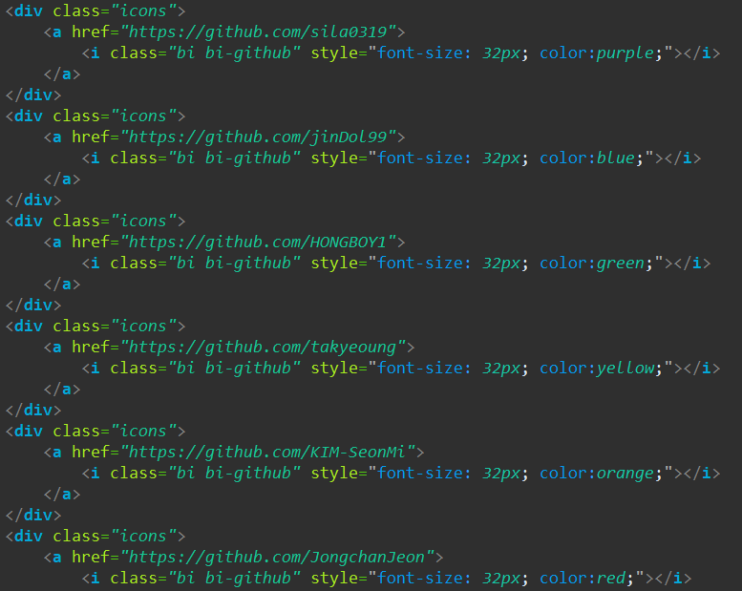 <div class="icons">
    <a href="https://github.com/sila0319">
        <i class="bi bi-github" style="font-size: 32px; color:purple;"></i>
    </a>
</div>
<div class="icons">
    <a href="https://github.com/jinDol99">
        <i class="bi bi-github" style="font-size: 32px; color:blue;"></i>
    </a>
</div>
<div class="icons">
    <a href="https://github.com/HONGBOY1">
        <i class="bi bi-github" style="font-size: 32px; color:green;"></i>
    </a>
</div>
<div class="icons">
    <a href="https://github.com/takyeoung">
        <i class="bi bi-github" style="font-size: 32px; color:yellow;"></i>
    </a>
</div>
<div class="icons">
    <a href="https://github.com/KIM-SeonMi">
        <i class="bi bi-github" style="font-size: 32px; color:orange;"></i>
    </a>
</div>
<div class="icons">
    <a href="https://github.com/JongchanJeon">
        <i class="bi bi-github" style="font-size: 32px; color:red;"></i>